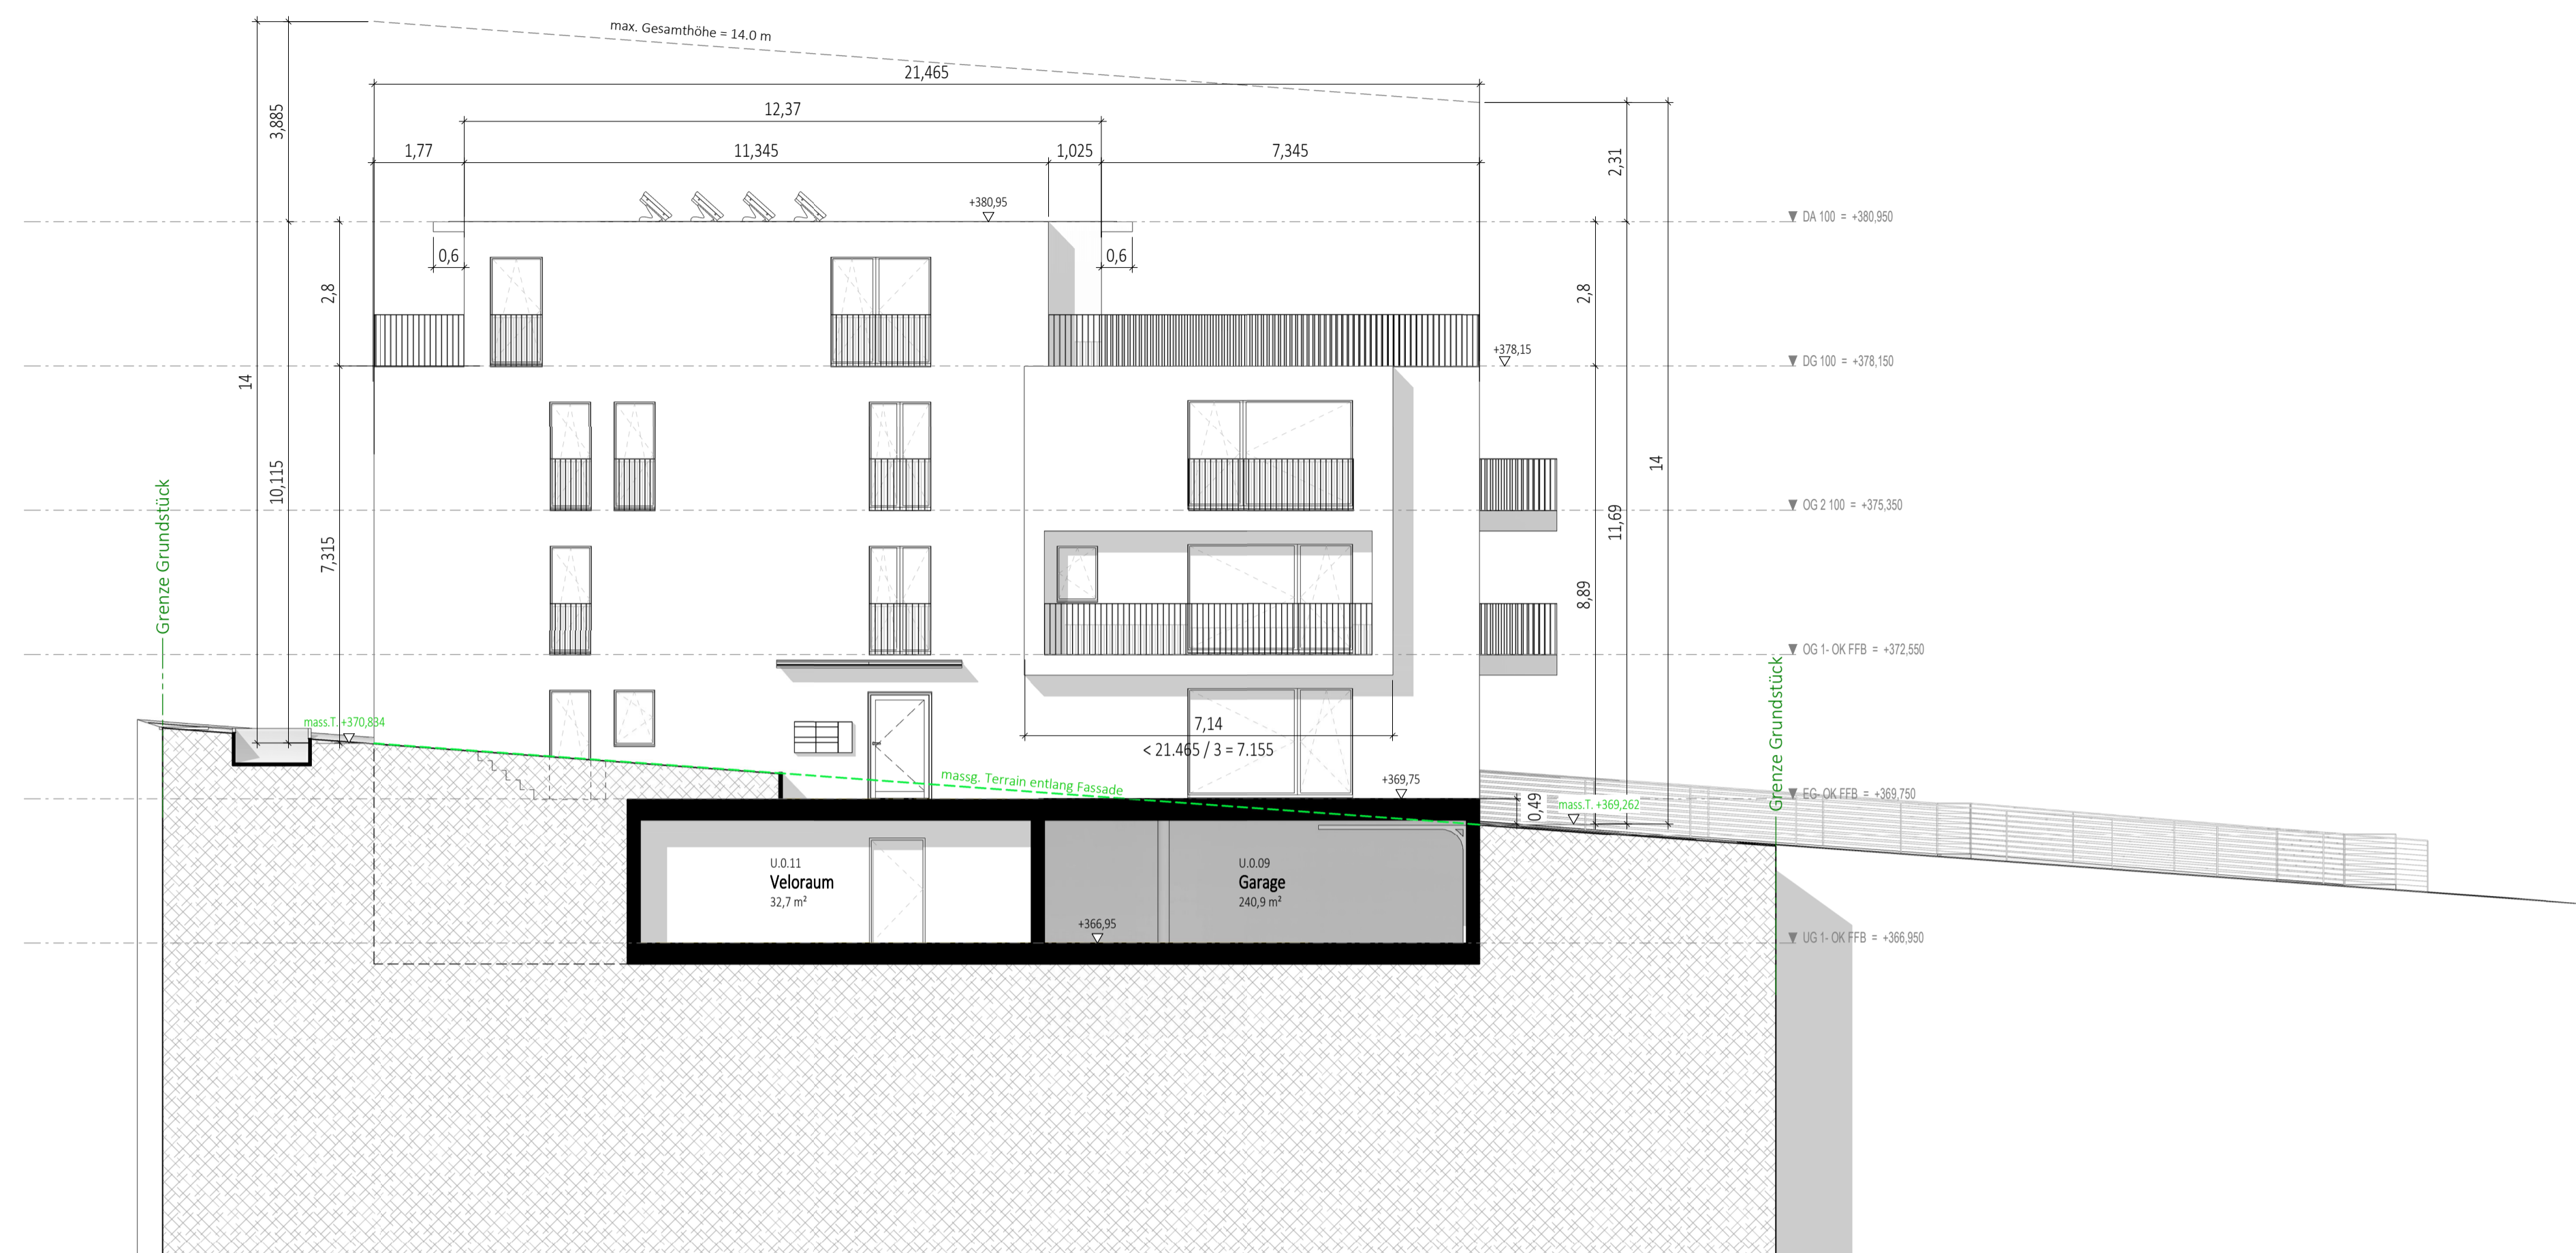 max. Gesamthöhe = 14.0 m
21,465
12,37
3,885
1,77
11,345
1,025
7,345
2,31
+380,95
DA 100 = +380,950
0,6
0,6
2,8
2,8
+378,15
DG 100 = +378,150
14
14
10,115
11,69
Grenze Grundstück
OG 2 100 = +375,350
7,315
8,89
OG 1- OK FFB = +372,550
Grenze Grundstück
mass.T. +370,834
7,14
< 21.465 / 3 = 7.155
massg. Terrain entlang Fassade
+369,75
EG- OK FFB = +369,750
0,49
mass.T. +369,262
U.0.11
Veloraum
32,7 m²
U.0.09
Garage
240,9 m²
+366,95
UG 1- OK FFB = +366,950